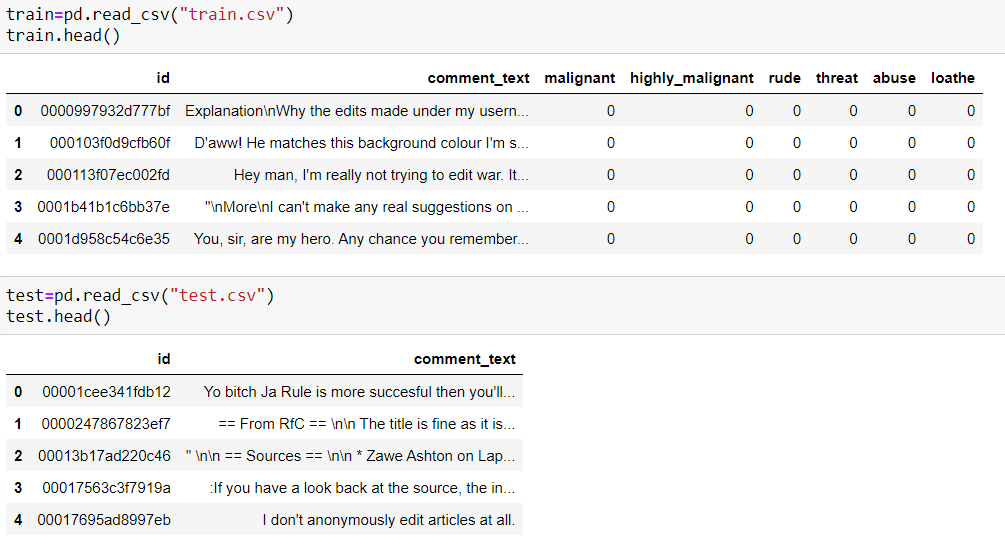 train=pd.read_csv("train.csv")
train.head()
id comment_text malignant highly_malignant rude threat abuse loathe
0 0000997932d777bf Explanation\nWhy the edits made under my usern... 0 0 0 0 0 0
1 000103f0d9cfb60f D'aww! He matches this background colour I'm s... 0 0 0 0 0 0
2 000113f07ec002fd Hey man, I'm really not trying to edit war. It... 0 0 0 0 0 0
3 0001b41b1c6bb37e "\nMore\nI can't make any real suggestions on ... 0 0 0 0 0 0
4 0001d958c54c6e35 You, sir, are my hero. Any chance you remember... 0 0 0 0 0 0
test=pd.read_csv("test.csv")
test.head()
id comment_text
0 00001cee341fdb12 Yo bitch Ja Rule is more succesful then you'll...
1 0000247867823ef7 == From RfC == \n\n The title is fine as it is...
2 00013b17ad220c46 " \n\n == Sources == \n\n * Zawe Ashton on Lap...
3 00017563c3f7919a :If you have a look back at the source, the in...
4 00017695ad8997eb I don't anonymously edit articles at all.